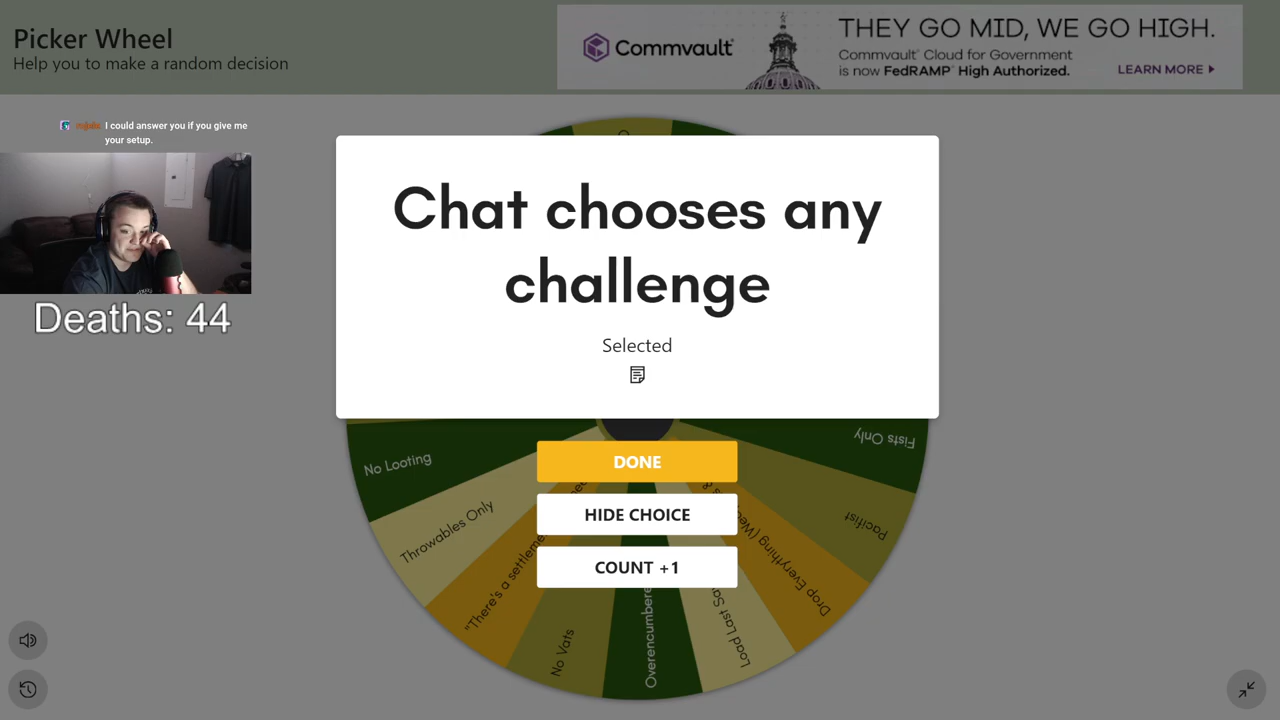 Picker Wheel
Help you to make a random decision
Commvault
THEY GO MID, WE GO HIGH.
Commvault® Cloud for Government
is now FedRAMP® High Authorized.
LEARN MORE
I could answer you if you give me
your setup.
Deaths: 44
Chat chooses any
challenge
Selected
DONE
HIDE CHOICE
COUNT +1
No Looting
Throwables Only
"There's a settleme
No Vats
Overencumbere
Load Last Sa
Drop Everything (Wea
Pacifist
Fists Only